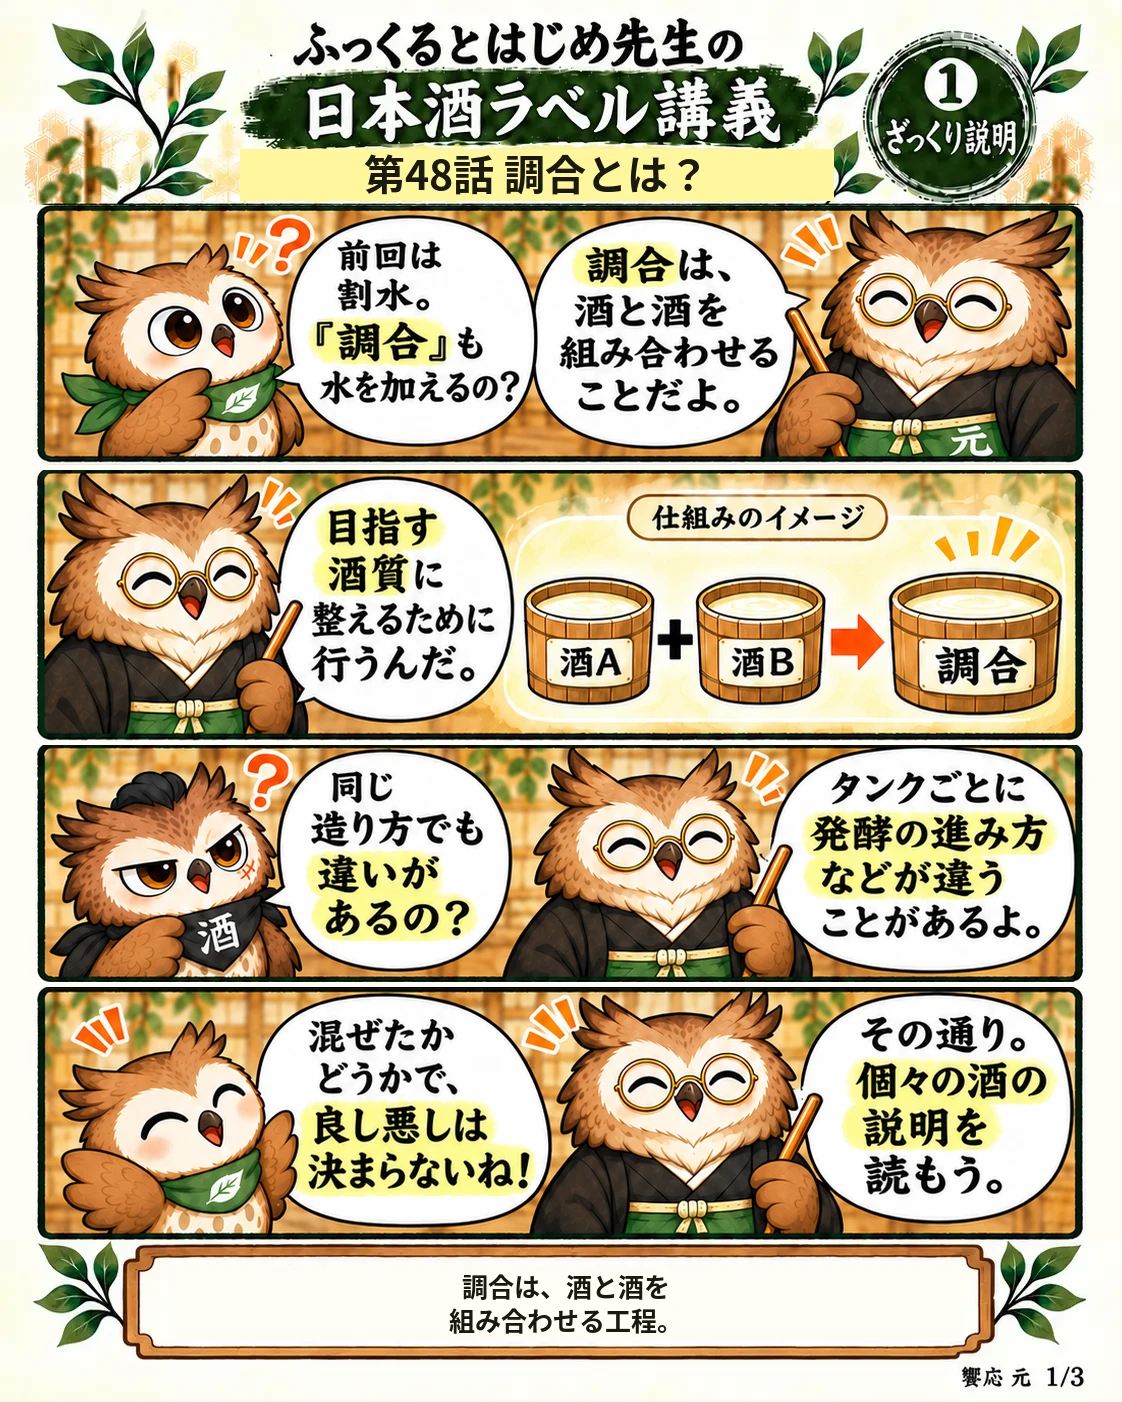 ふっくるとはじめ先生の
日本酒ラベル講義
1
ざっくり説明
第48話 調合とは？
前回は
割水。
『調合』も
水を加えるの？
調合は、
酒と酒を
組み合わせる
ことだよ。
元
目指す
酒質に
整えるために
行うんだ。
仕組みのイメージ
酒A
+
酒B
調合
同じ
造り方でも
違いが
あるの？
酒
タンクごとに
発酵の進み方
などが違う
ことがあるよ。
混ぜたか
どうかで、
良し悪しは
決まらないね！
その通り。
個々の酒の
説明を
読もう。
調合は、酒と酒を
組み合わせる工程。
饗応 元 1/3